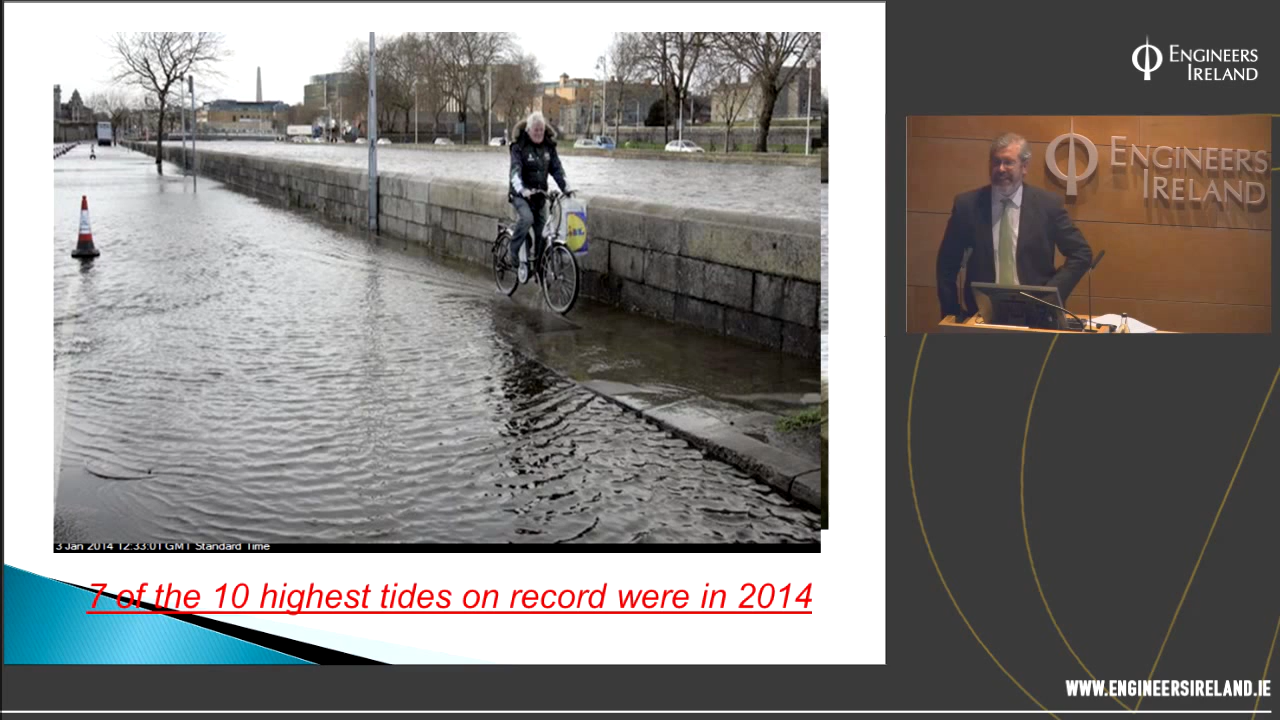 ENGINEERS
IRELAND
ENGINEERS
IRELAND
3 Jan 2014 12:33:01 GMT Standard Time
7 of the 10 highest tides on record were in 2014
WWW.ENGINEERSIRELAND.IE